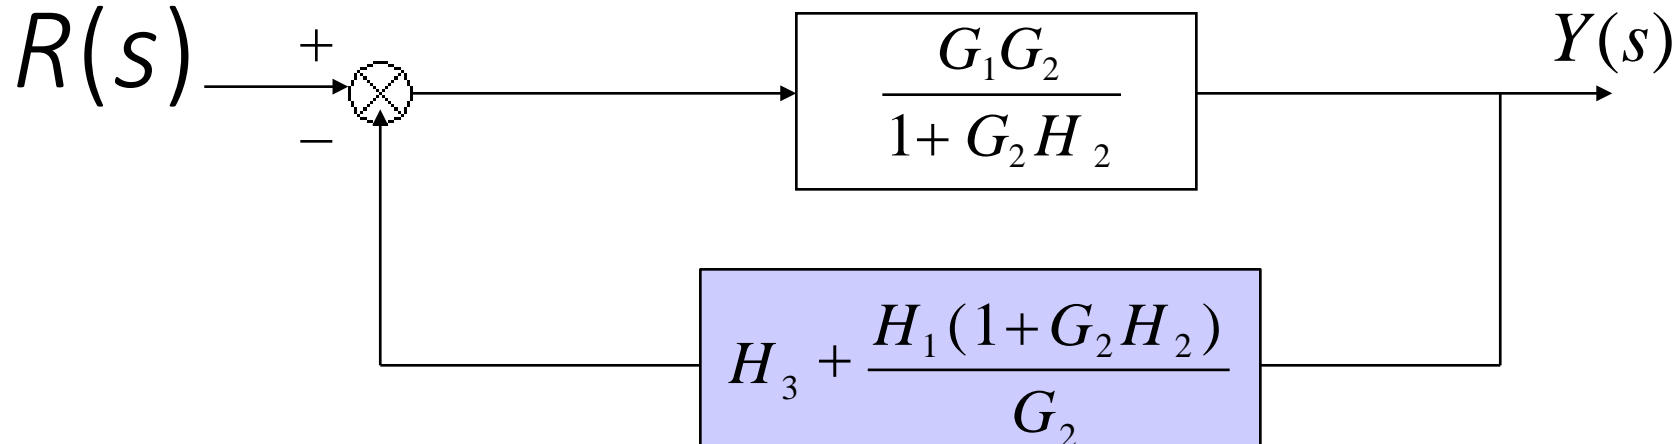 R(s) + − G₁G₂ / 1+ G₂H₂ Y(s)
H₃ + H₁(1+G₂H₂) / G₂